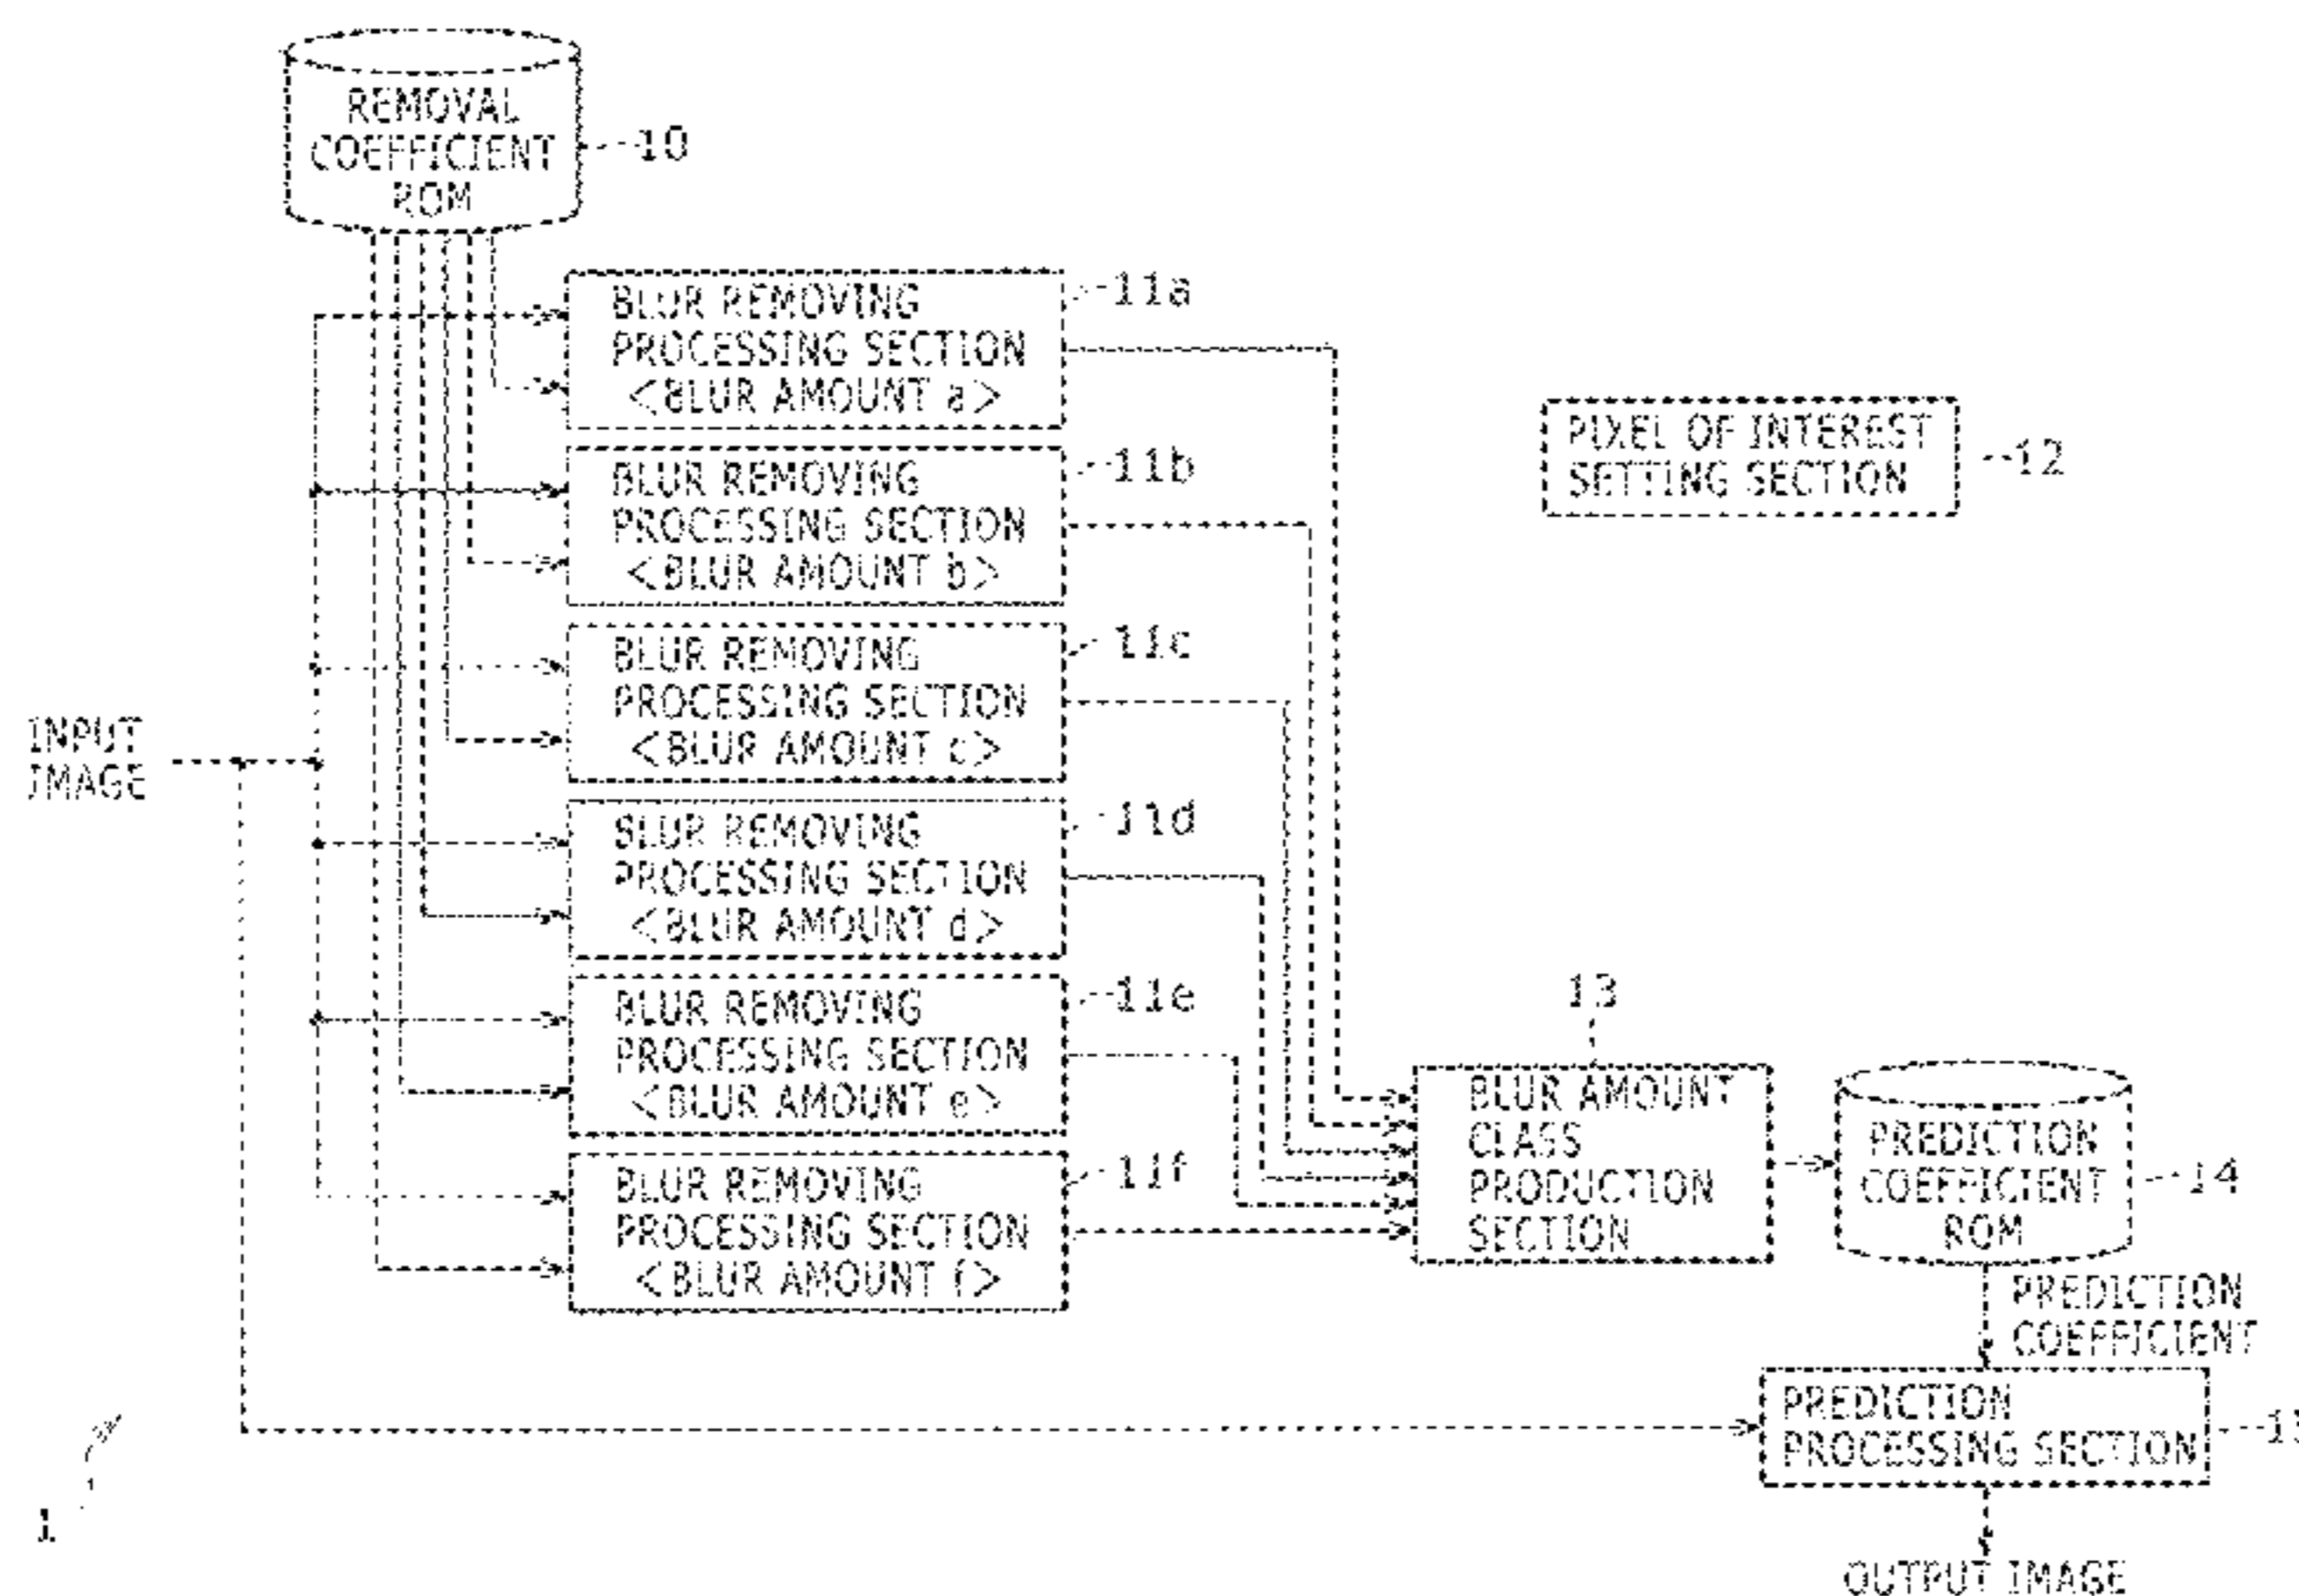 REMOVAL
COEFFICIENT
ROM
10
BLUR REMOVING
PROCESSING SECTION
<BLUR AMOUNT a>
11a
BLUR REMOVING
PROCESSING SECTION
<BLUR AMOUNT b>
11b
PIXEL OF INTEREST
SETTING SECTION
12
BLUR REMOVING
PROCESSING SECTION
<BLUR AMOUNT c>
11c
INPUT
IMAGE
BLUR REMOVING
PROCESSING SECTION
<BLUR AMOUNT d>
11d
BLUR REMOVING
PROCESSING SECTION
<BLUR AMOUNT e>
11e
BLUR REMOVING
PROCESSING SECTION
<BLUR AMOUNT f>
11f
13
BLUR AMOUNT
CLASS
PRODUCTION
SECTION
PREDICTION
COEFFICIENT
ROM
14
PREDICTION
COEFFICIENT
PREDICTION
PROCESSING SECTION
1
OUTPUT IMAGE